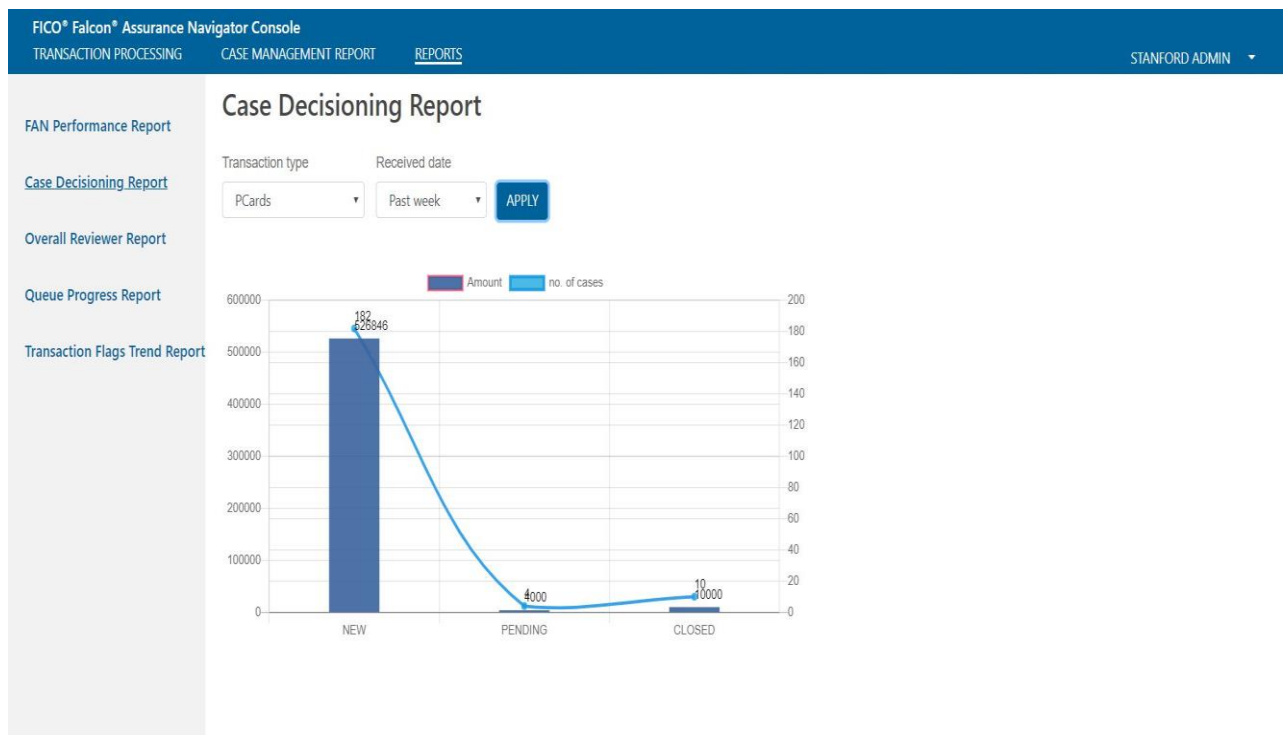 FICO® Falcon® Assurance Navigator Console
TRANSACTION PROCESSING CASE MANAGEMENT REPORT REPORTS STANFORD ADMIN
FAN Performance Report
Case Decisioning Report
Overall Reviewer Report
Queue Progress Report
Transaction Flags Trend Report
Case Decisioning Report
Transaction type Received date
PCards Past week APPLY
Amount no. of cases
600000 200
182
526846
180
500000
160
400000 140
120
300000 100
80
200000
60
100000 40
20
4
4000
10
10000
0 0
NEW PENDING CLOSED